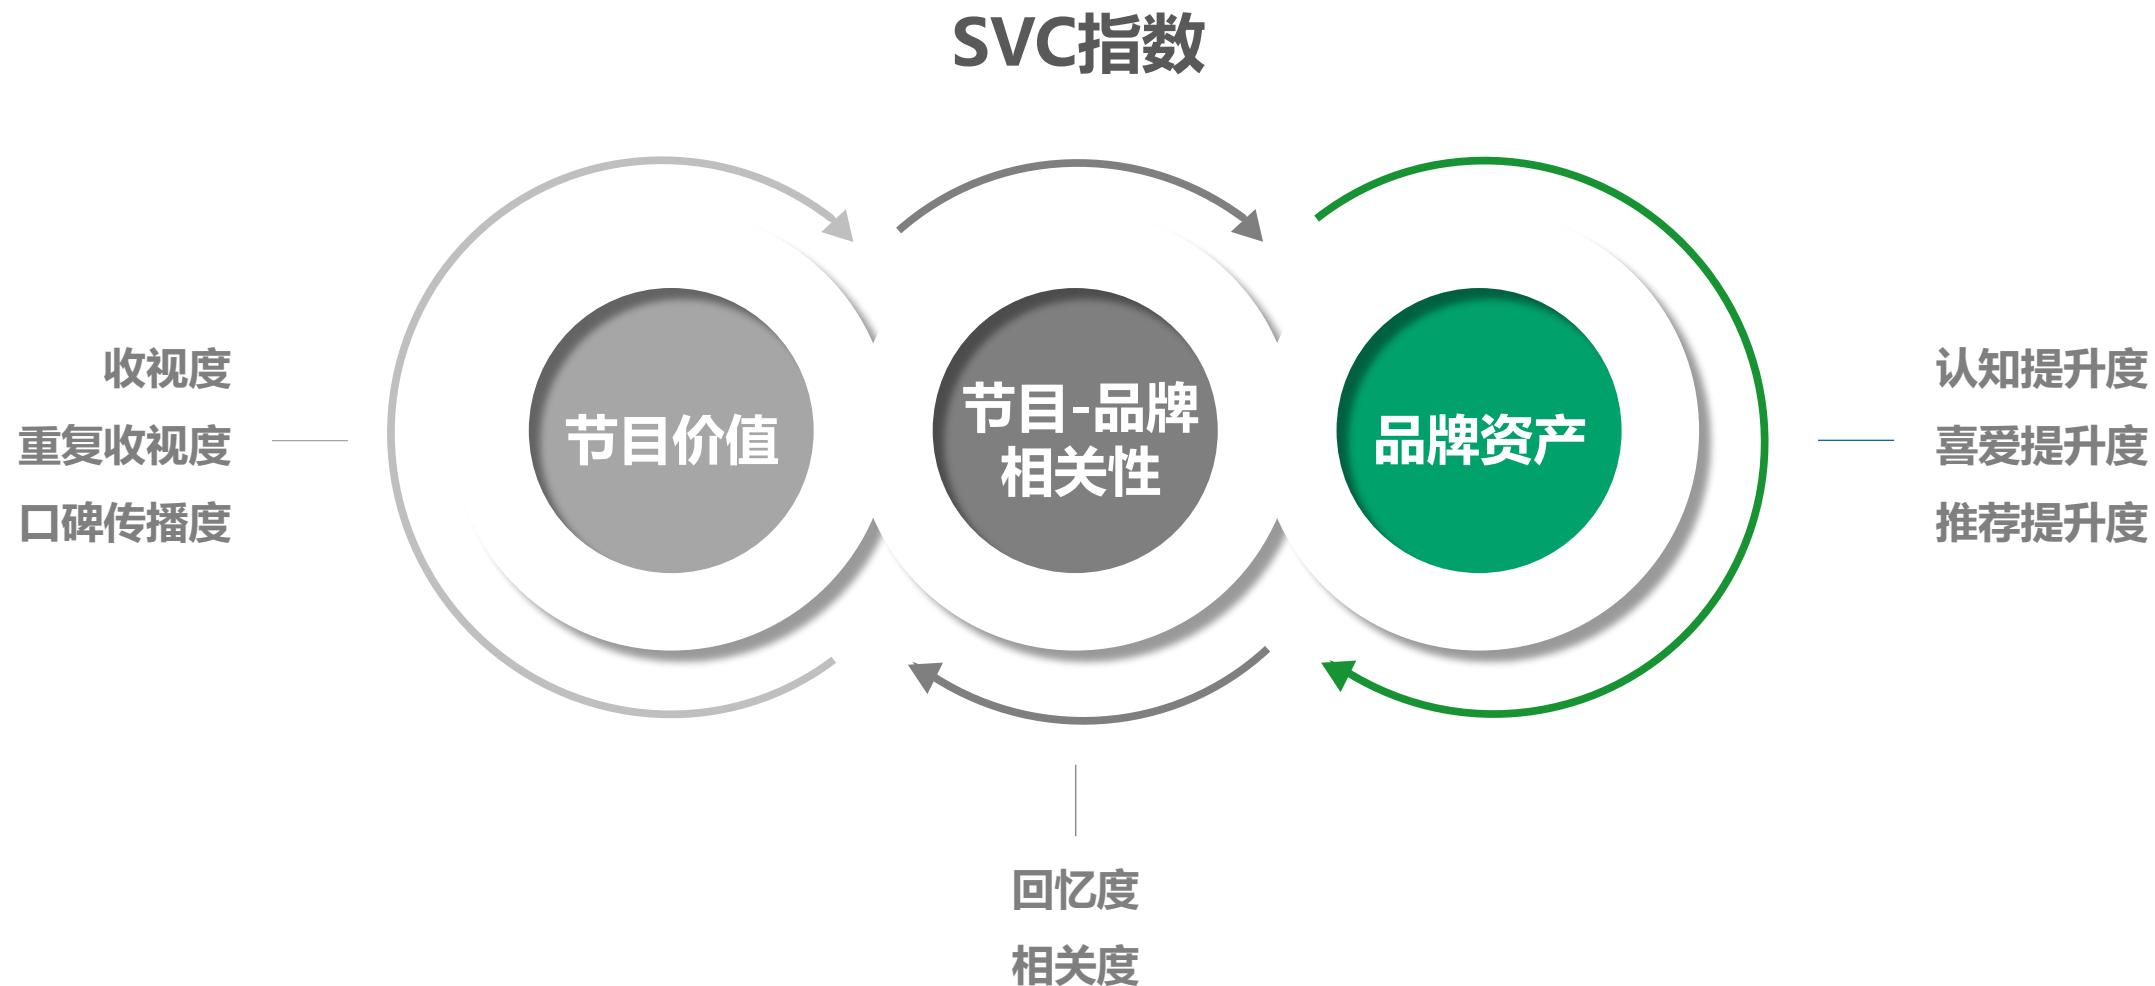 SVC指数
收视度
重复收视度
口碑传播度
节目价值
节目-品牌
相关性
品牌资产
认知提升度
喜爱提升度
推荐提升度
回忆度
相关度